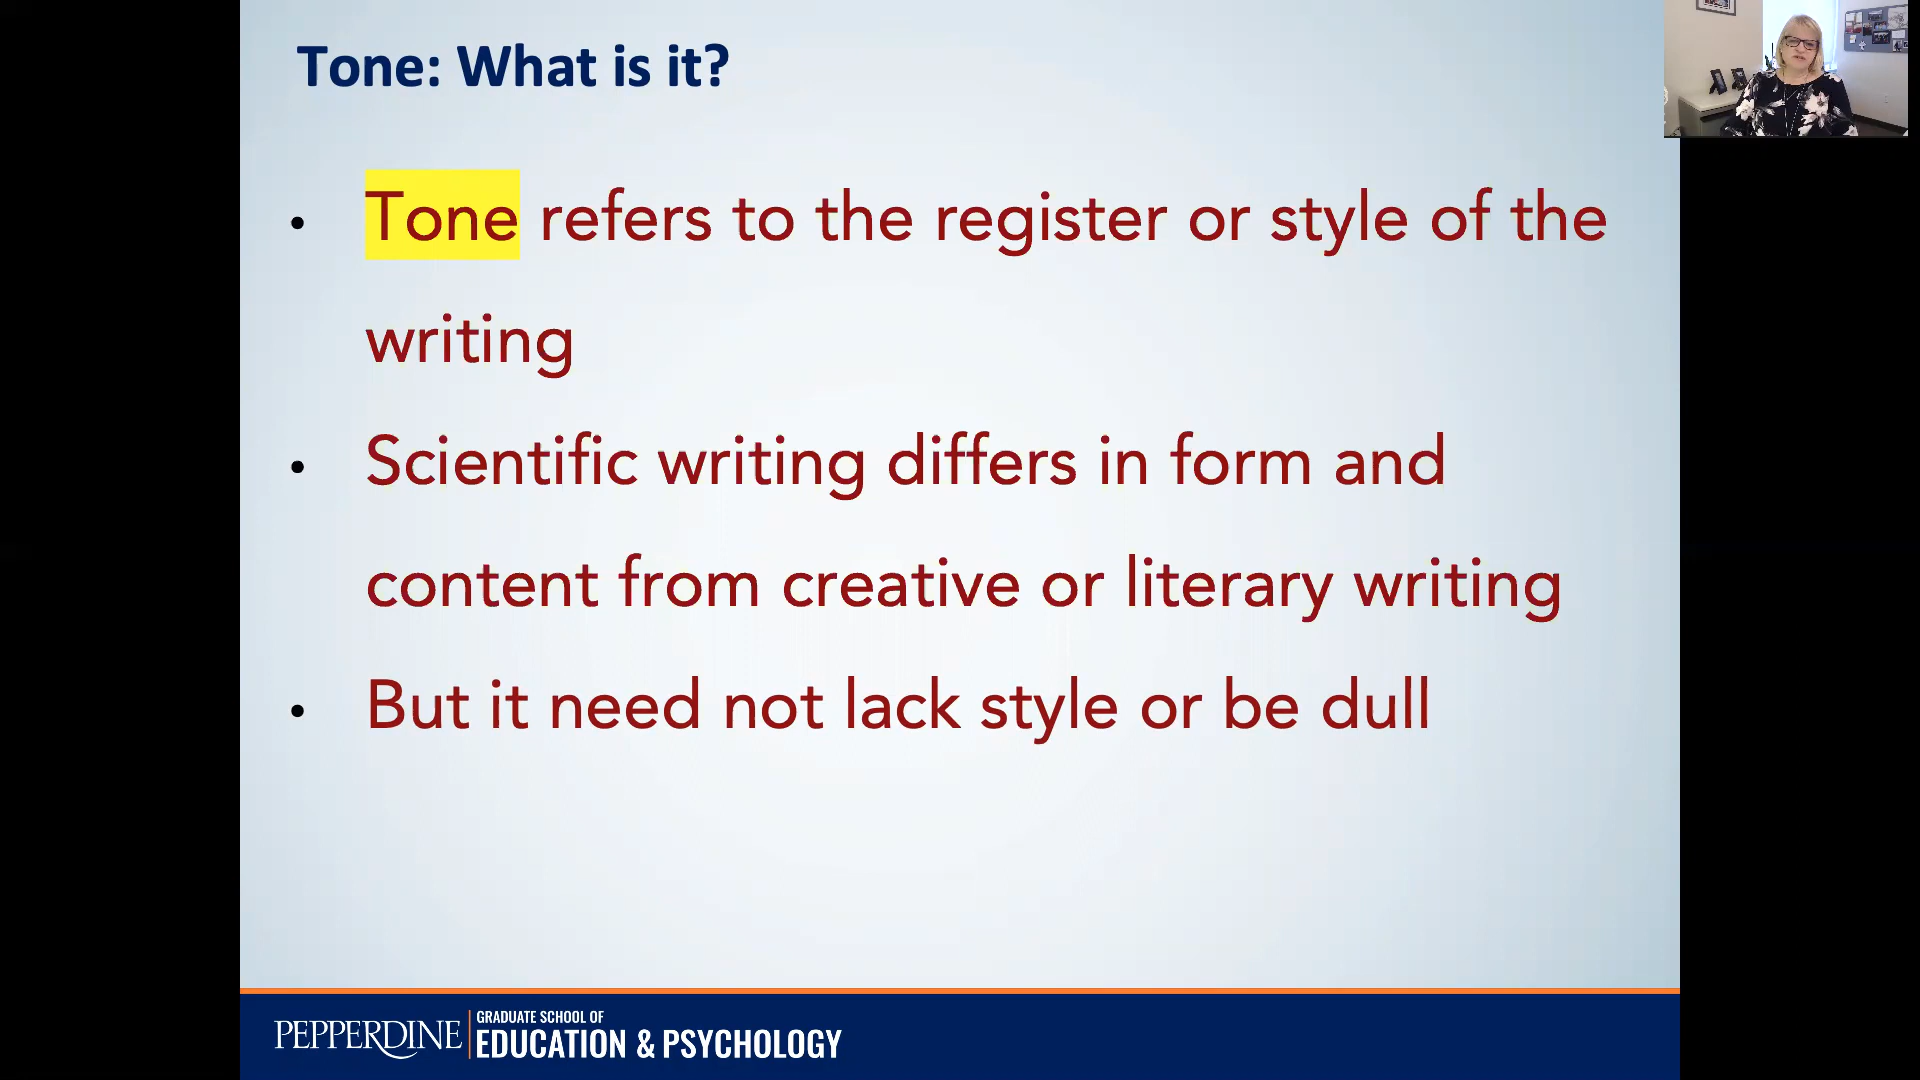 Tone: What is it?
• Tone refers to the register or style of the
writing
• Scientific writing differs in form and
content from creative or literary writing
• But it need not lack style or be dull
PEPPERDINE | GRADUATE SCHOOL OF
EDUCATION & PSYCHOLOGY